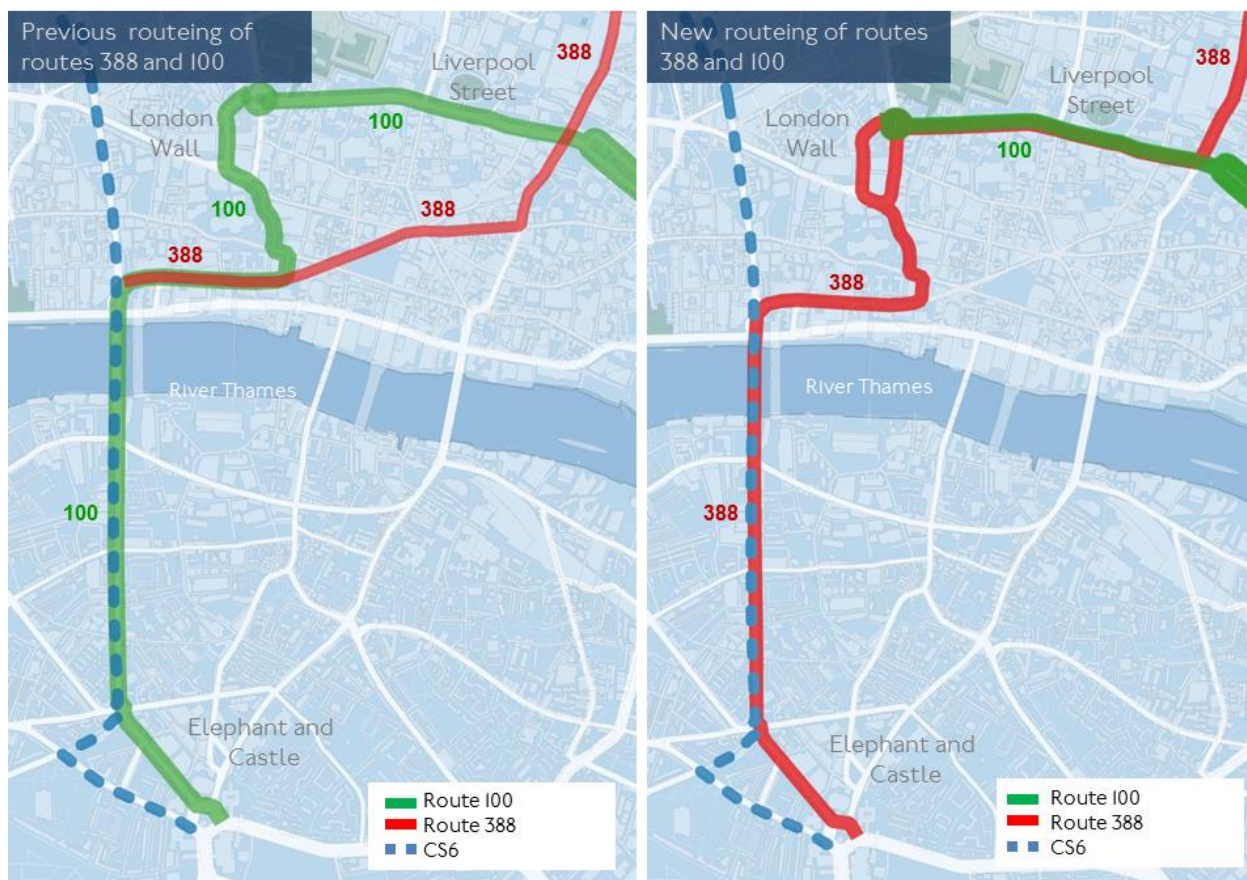 Previous routeing of
routes 388 and 100
388
Liverpool
Street
London
Wall
100
100
388
388
River Thames
100
Elephant and
Castle
Route 100
Route 388
CS6
New routeing of routes
388 and 100
388
Liverpool
Street
London
Wall
100
388
River Thames
388
Elephant and
Castle
Route 100
Route 388
CS6